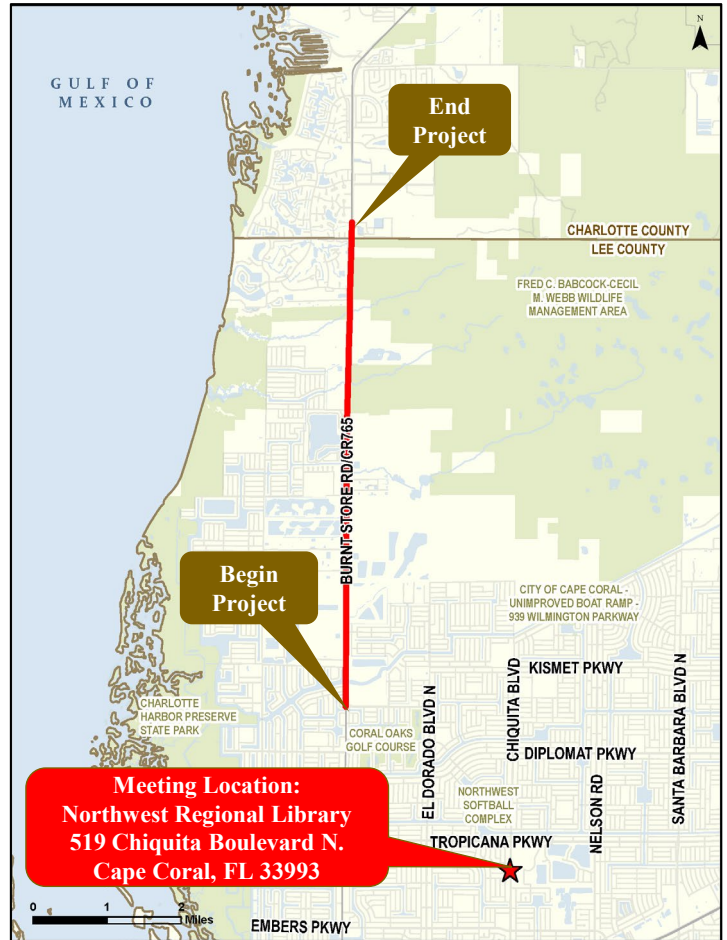 N
GULF OF
MEXICO
End
Project
CHARLOTTE COUNTY
LEE COUNTY
FRED C. BABCOCK-CECIL
M. WEBB WILDLIFE
MANAGEMENT AREA
BURNT STORE RD/CR765
Begin
Project
CITY OF CAPE CORAL -
UNIMPROVED BOAT RAMP -
939 WILMINGTON PARKWAY
KISMET PKWY
CHIQUITA BLVD
SANTA BARBARA BLVD N
EL DORADO BLVD N
CHARLOTTE
HARBOR PRESERVE
STATE PARK
CORAL OAKS
GOLF COURSE
DIPLOMAT PKWY
NELSON RD
NORTHWEST
SOFTBALL
COMPLEX
Meeting Location:
Northwest Regional Library
519 Chiquita Boulevard N.
Cape Coral, FL 33993
TROPICANA PKWY
0 1 2
Miles
EMBERS PKWY